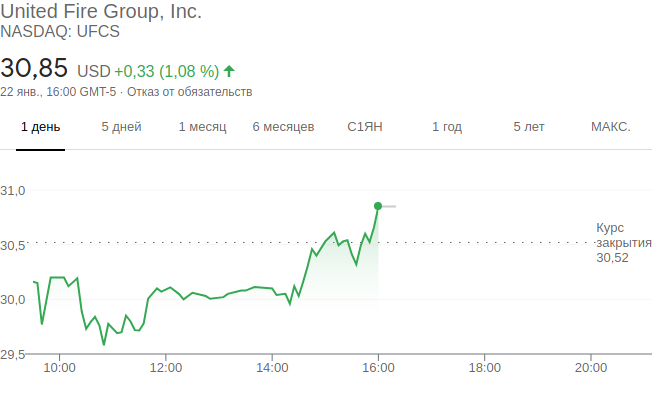 United Fire Group, Inc.
NASDAQ: UFCS
30,85 USD +0,33 (1,08 %)
22 янв., 16:00 GMT-5 · Отказ от обязательств
1 день 5 дней 1 месяц 6 месяцев С1ЯН 1 год 5 лет МАКС.
31,0
30,5
30,0
29,5
Курс
закрытия
30,52
10:00 12:00 14:00 16:00 18:00 20:00